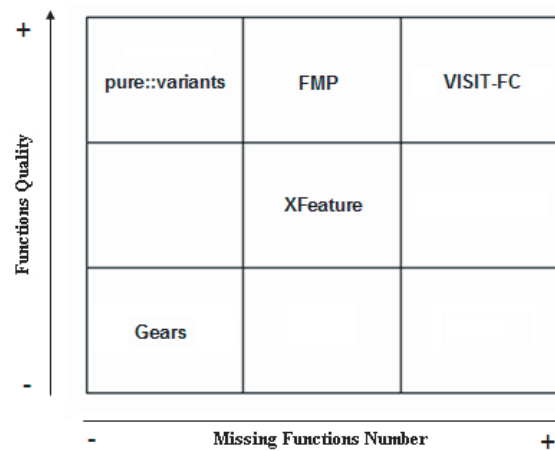 +
pure::variants FMP VISIT-FC
Functions Quality
XFeature
Gears
-
- Missing Functions Number +